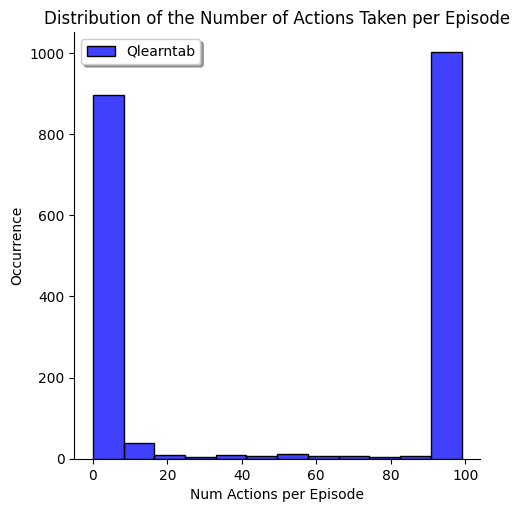 Distribution of the Number of Actions Taken per Episode
Qlearntab
1000
800
600
400
200
0
Occurrence
0 20 40 60 80 100
Num Actions per Episode